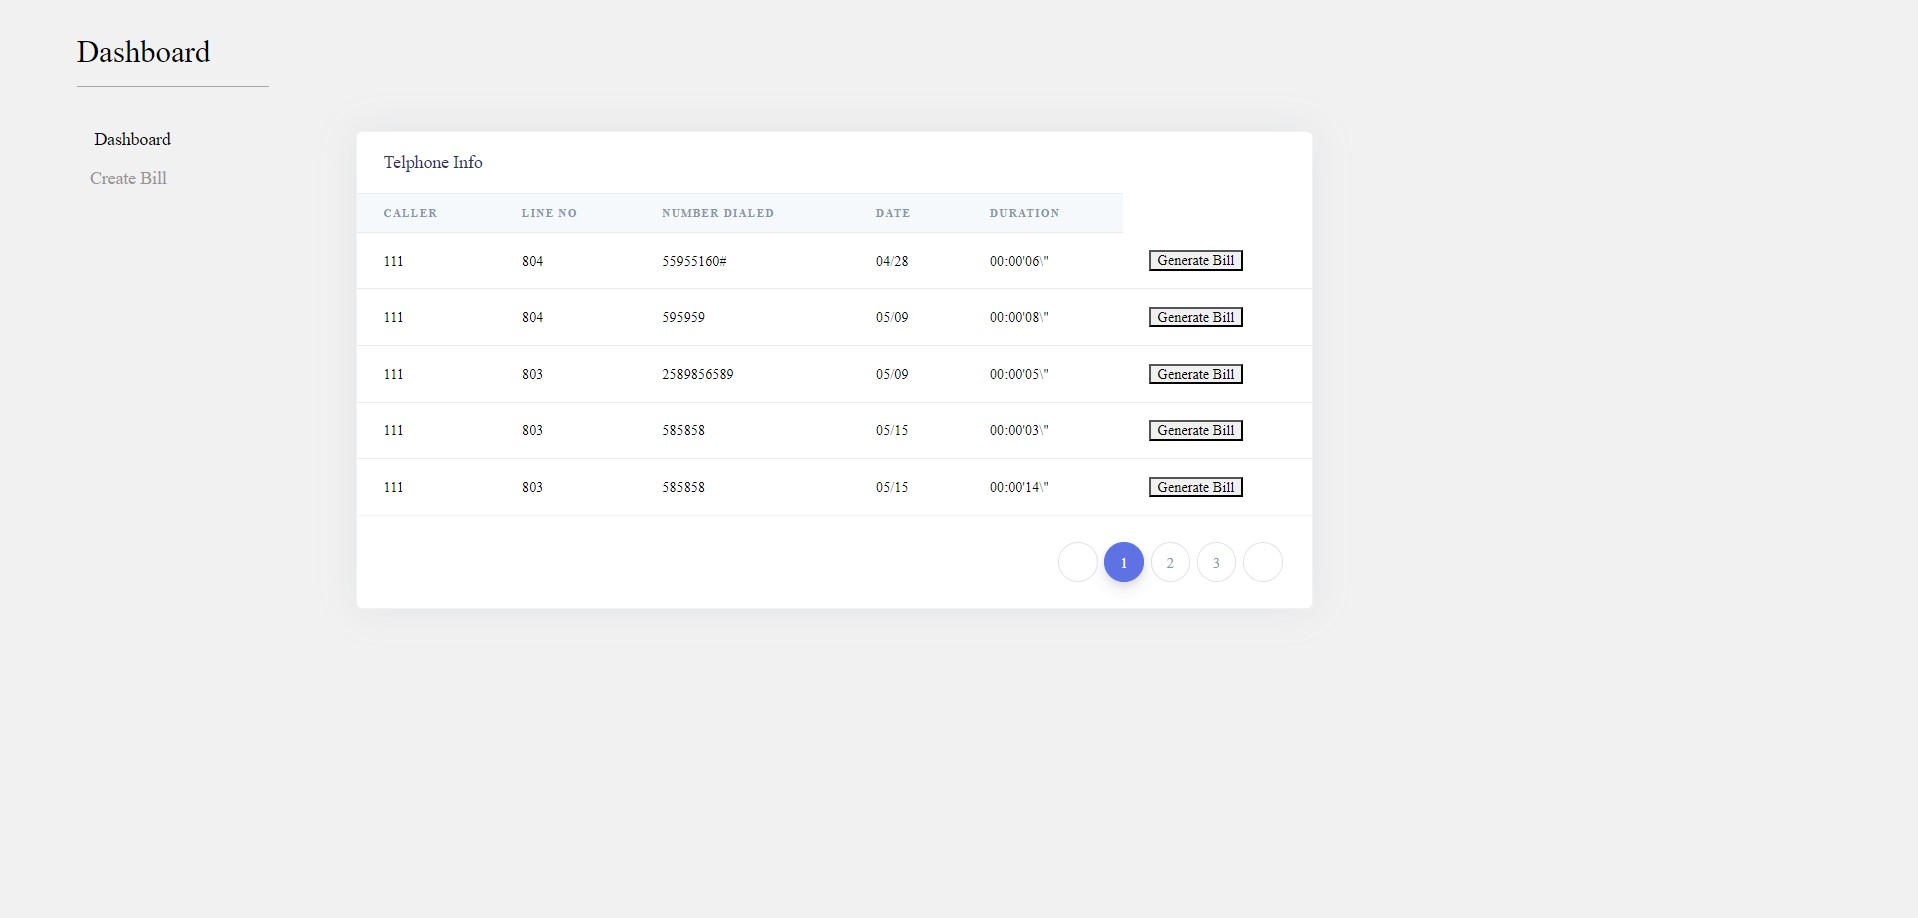 Dashboard
Dashboard
Create Bill
Telphone Info
CALLER LINE NO NUMBER DIALED DATE DURATION
111 804 55955160# 04/28 00:00'06\" Generate Bill
111 804 595959 05/09 00:00'08\" Generate Bill
111 803 2589856589 05/09 00:00'05\" Generate Bill
111 803 585858 05/15 00:00'03\" Generate Bill
111 803 585858 05/15 00:00'14\" Generate Bill
1 2 3